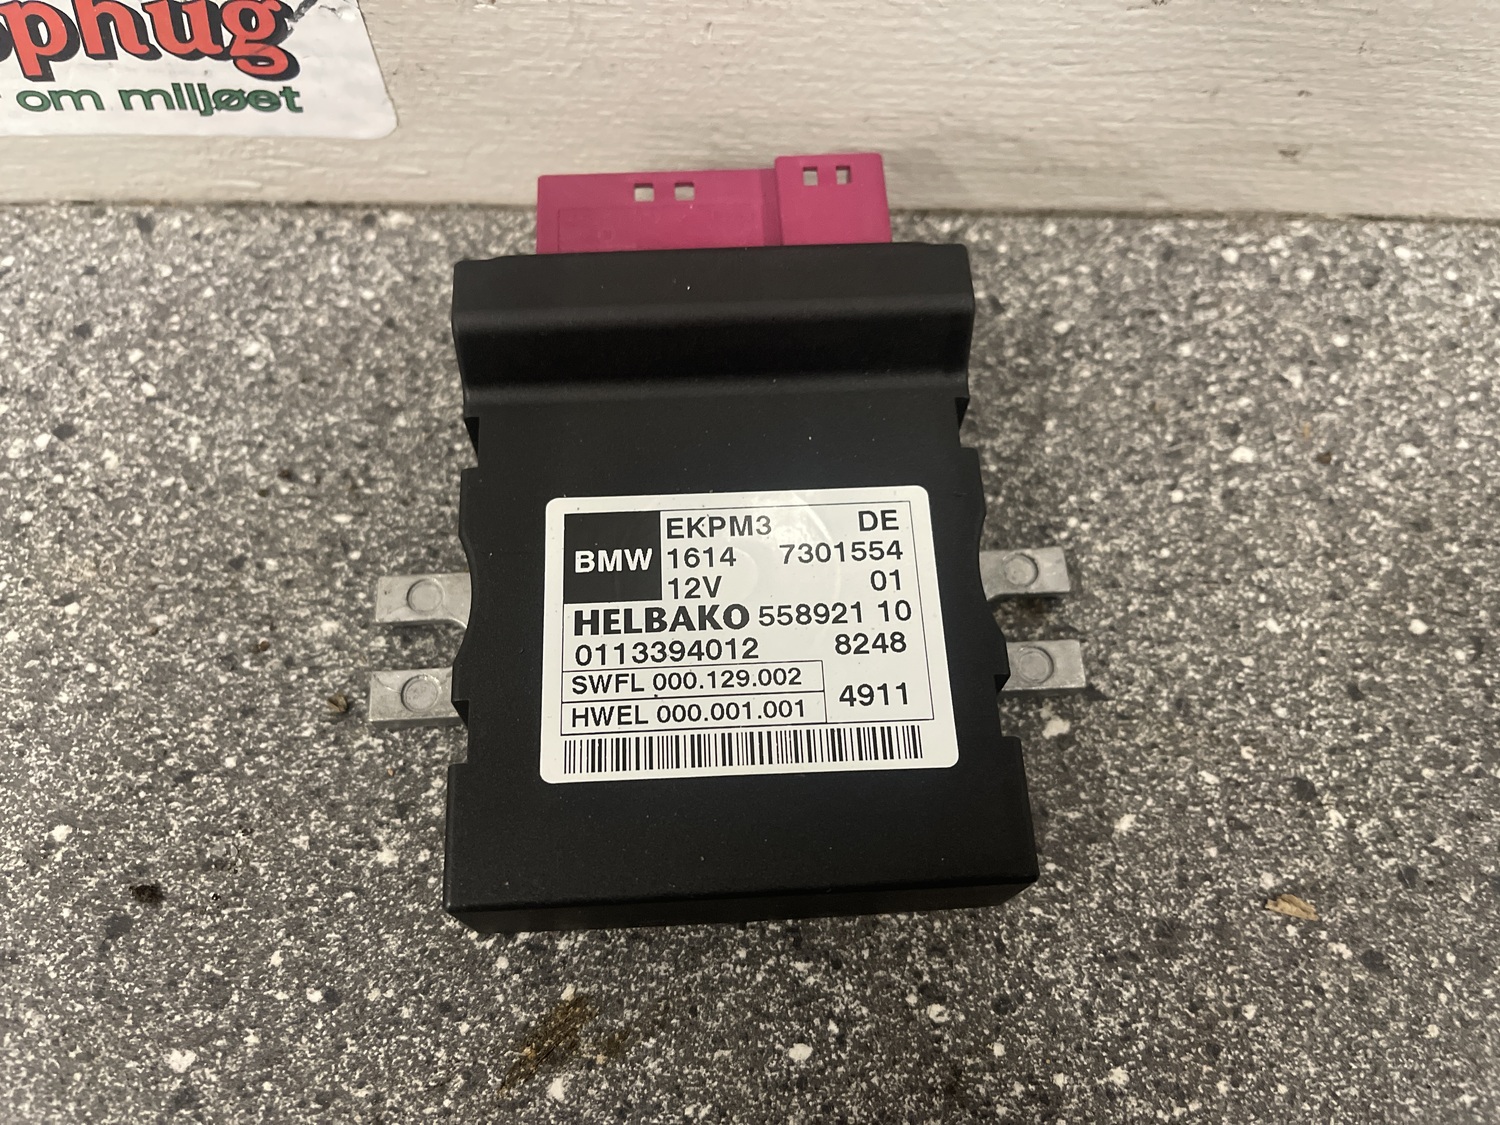 phug
om miljøet
BMW
EKPM3 DE
1614 7301554
12V 01
HELBAKO 558921 10
0113394012 8248
SWFL 000.129.002
4911
HWEL 000.001.001